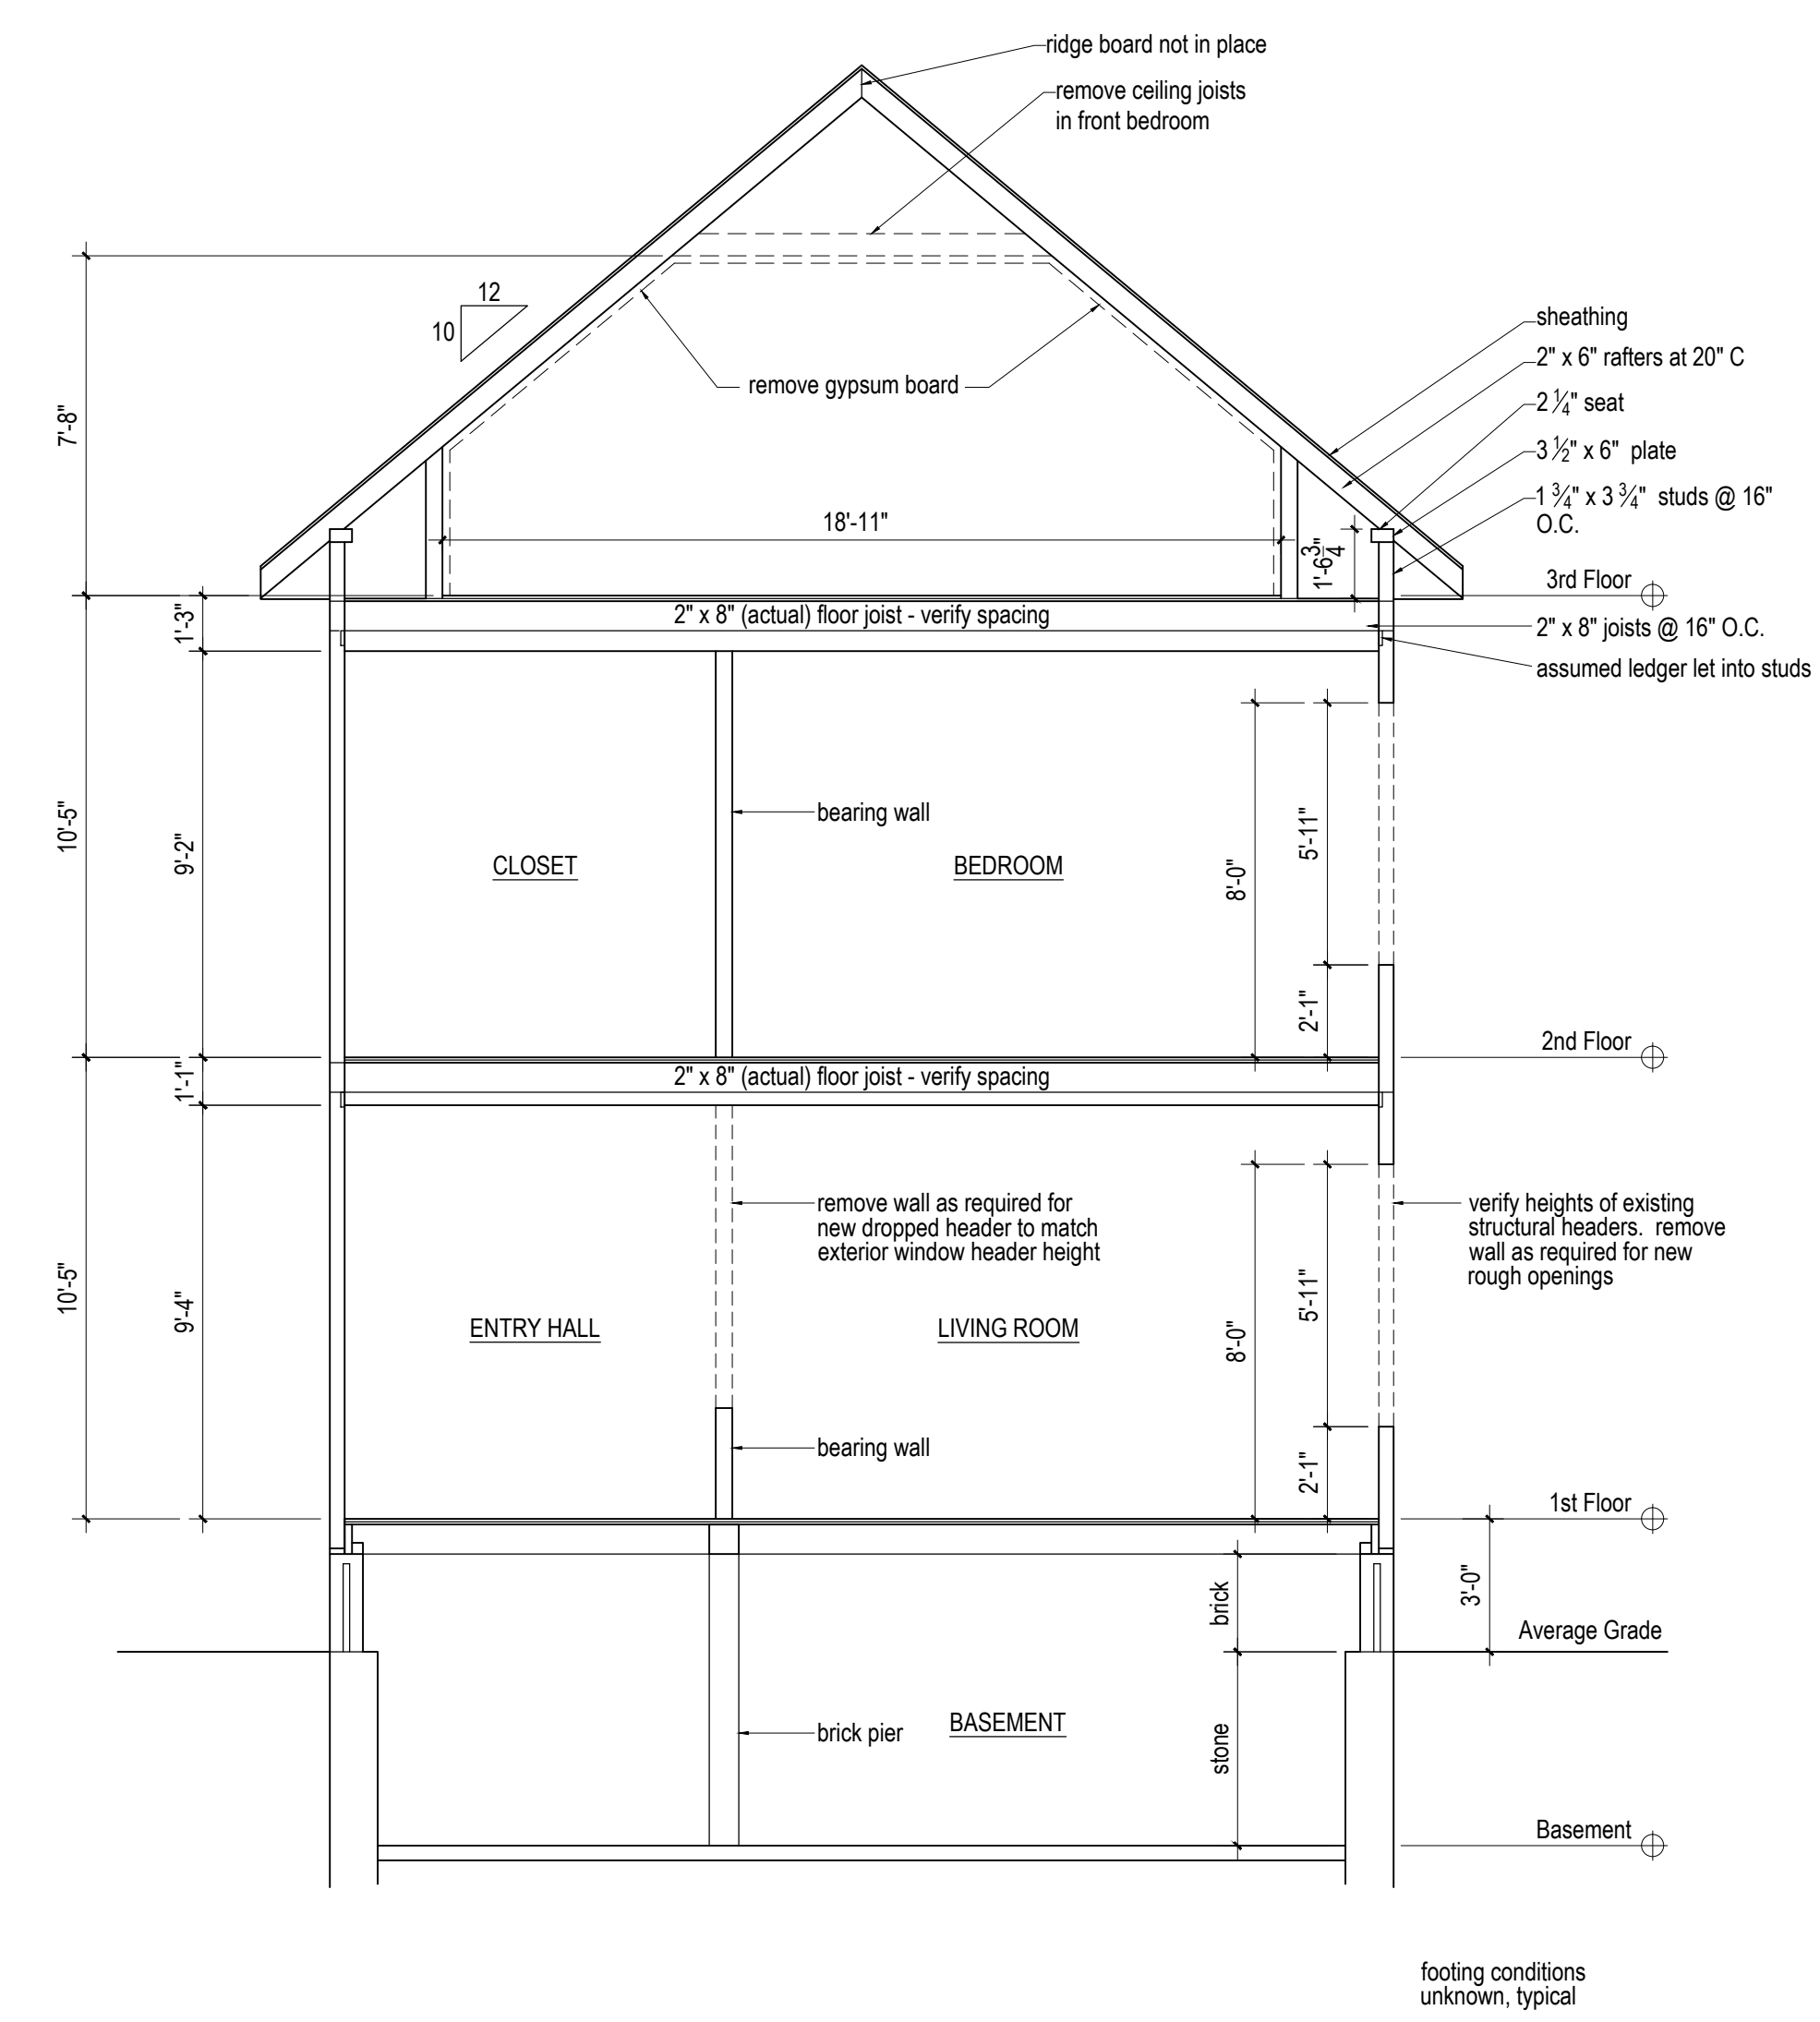 ridge board not in place
remove ceiling joists
in front bedroom
12
10
sheathing
2" x 6" rafters at 20" C
remove gypsum board
2 1/4" seat
7'-8"
3 1/2" x 6" plate
1 3/4" x 3 3/4" studs @ 16"
O.C.
18'-11"
1'-6 3/4"
3rd Floor
1'-3"
2" x 8" (actual) floor joist - verify spacing
2" x 8" joists @ 16" O.C.
assumed ledger let into studs
bearing wall
10'-5"
9'-2"
CLOSET
BEDROOM
8'-0"
5'-11"
2'-1"
2nd Floor
1'-1"
2" x 8" (actual) floor joist - verify spacing
remove wall as required for
new dropped header to match
exterior window header height
verify heights of existing
structural headers. remove
wall as required for new
rough openings
10'-5"
9'-4"
ENTRY HALL
LIVING ROOM
8'-0"
5'-11"
bearing wall
2'-1"
1st Floor
brick
3'-0"
Average Grade
BASEMENT
brick pier
stone
Basement
footing conditions
unknown, typical